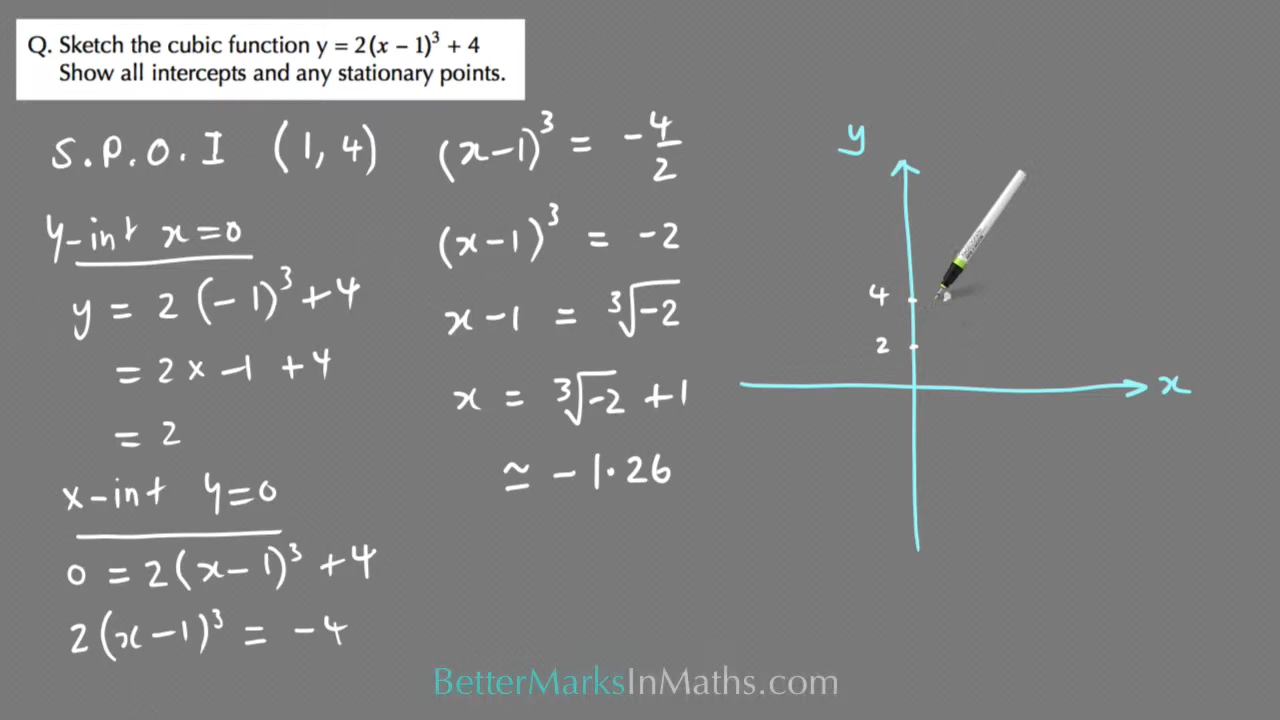 Q. Sketch the cubic function y = 2(x − 1)³ + 4
Show all intercepts and any stationary points.
S.P.O.I (1, 4)
y-int x=0
y = 2 (-1)³ + 4
= 2 × -1 + 4
= 2
x-int y=0
0 = 2(x-1)³ + 4
2(x-1)³ = -4
(x-1)³ = -4/2
(x-1)³ = -2
x-1 = ³√-2
x = ³√-2 + 1
≃ -1.26
y
4
2
x
BetterMarksInMaths.com